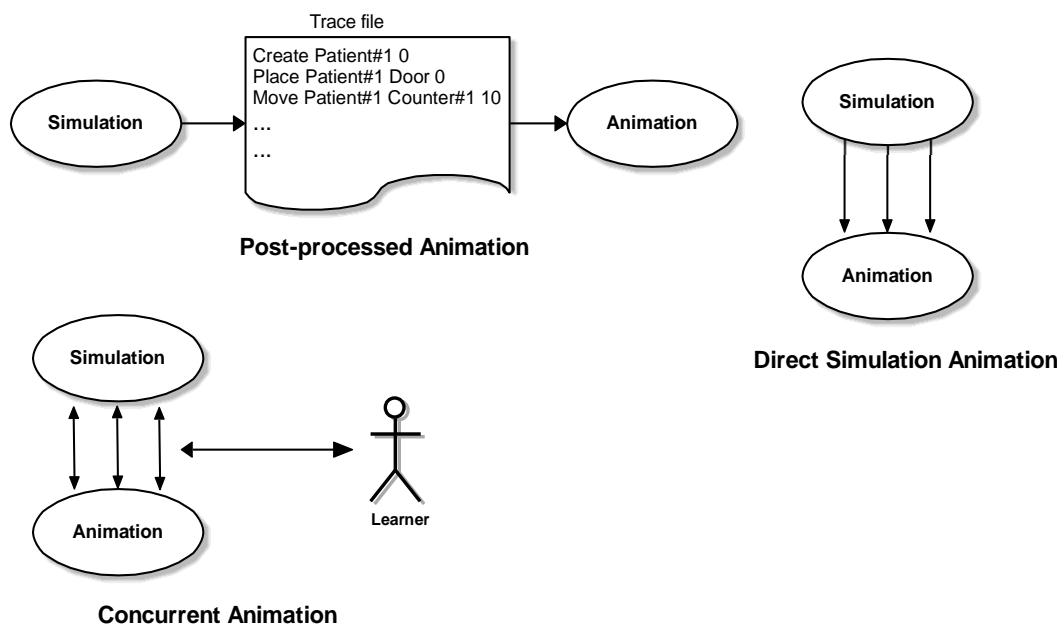 Trace file
Create Patient#1 0
Place Patient#1 Door 0
Move Patient#1 Counter#1 10
...
...
Simulation
Animation
Post-processed Animation
Simulation
Animation
Direct Simulation Animation
Simulation
Animation
Learner
Concurrent Animation